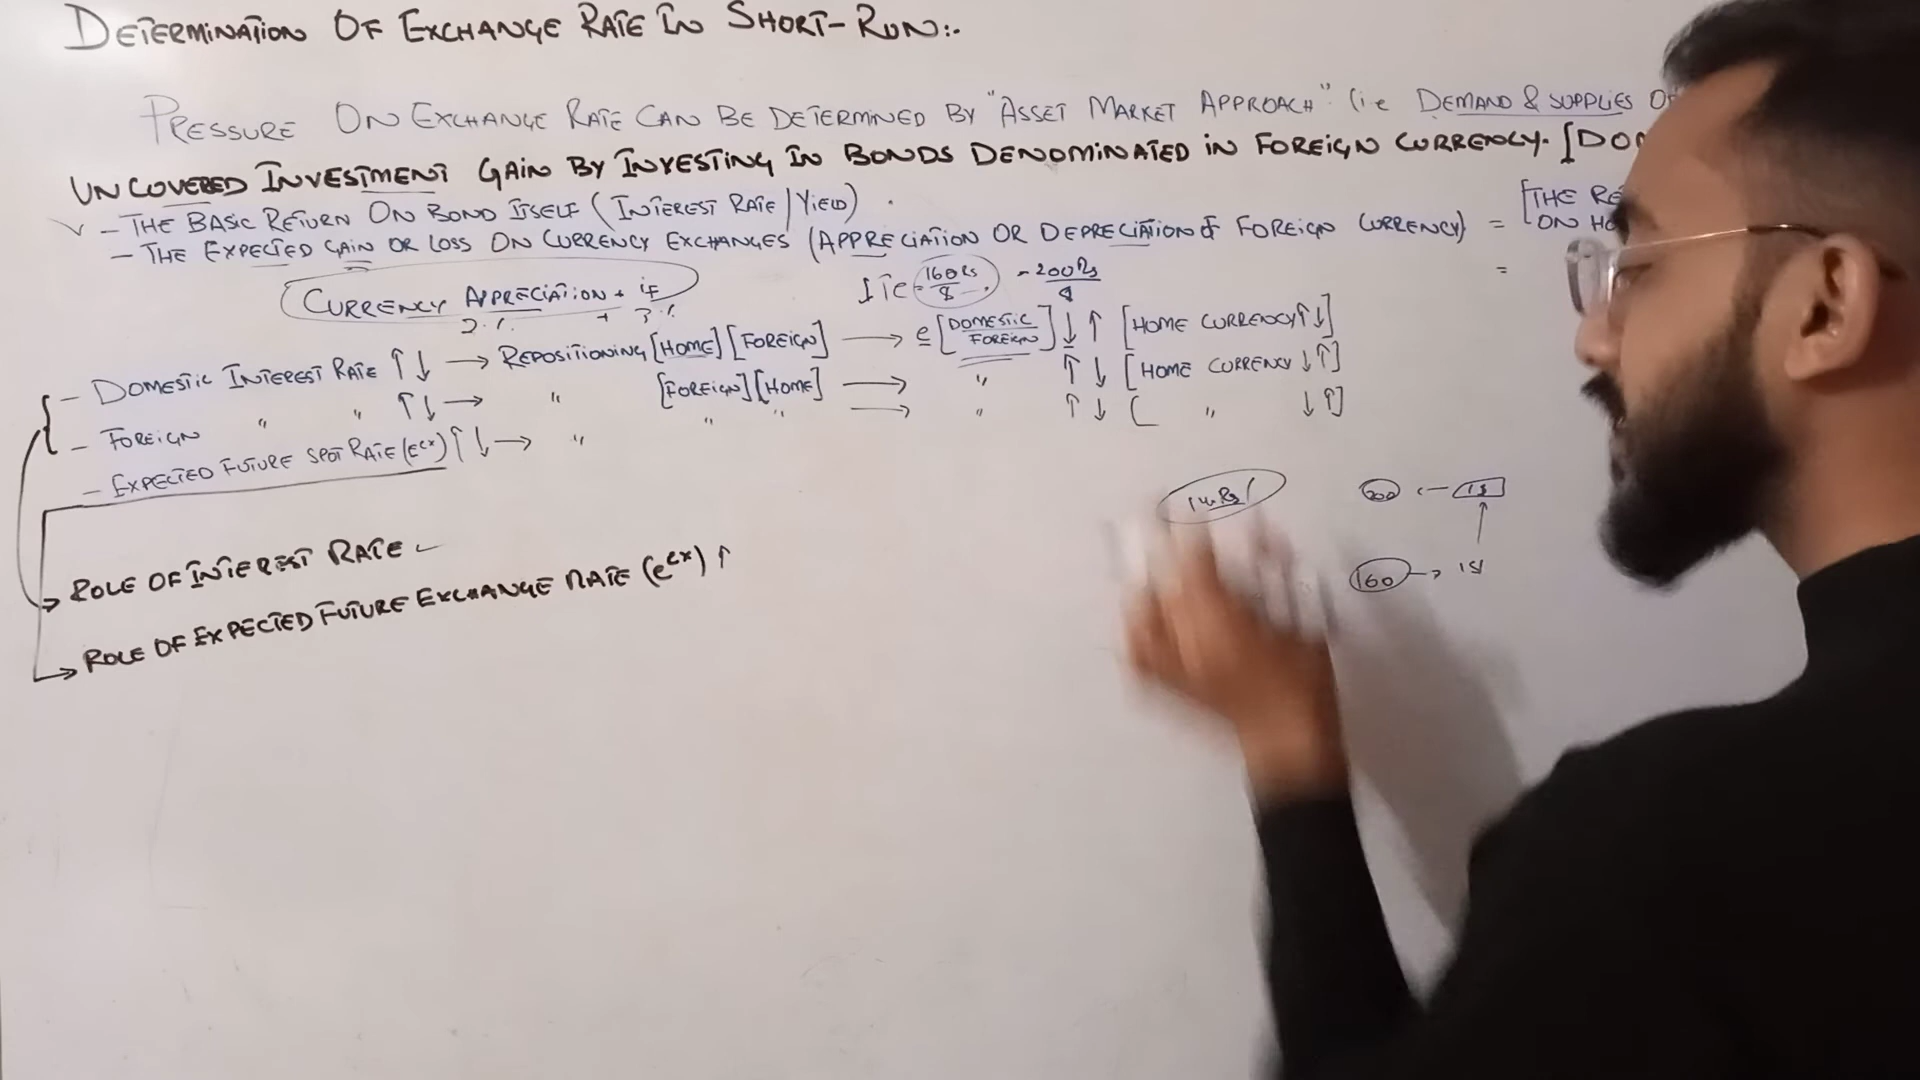 DETERMINATION OF EXCHANGE RATE IN SHORT-RUN:.
PRESSURE ON EXCHANGE RATE CAN BE DETERMINED BY "ASSET MARKET APPROACH" (i.e DEMAND & SUPPLIES OF
UNCOVERED INVESTMENT GAIN BY INVESTING IN BONDS DENOMINATED IN FOREIGN CURRENCY. [DO
- THE BASIC RETURN ON BOND ITSELF (INTEREST RATE / YIELD).
- THE EXPECTED GAIN OR LOSS ON CURRENCY EXCHANGES (APPRECIATION OR DEPRECIATION OF FOREIGN CURRENCY) = [THE RE
ON HO
=
CURRENCY APPRECIATION + if
160Rs/$ - 200Rs/$
+ 3%
- DOMESTIC INTEREST RATE ↑↓ → REPOSITIONING [HOME][FOREIGN] → e[DOMESTIC/FOREIGN] ↓↑ [HOME CURRENCY ↑↓]
- FOREIGN " " ↑↓ → " [FOREIGN][HOME] → " ↑↓ [HOME CURRENCY ↓↑]
- EXPECTED FUTURE SPOT RATE (Eex) ↑↓ → " " " → " ↑↓ [ " ↓↑]
200 ← 1$
160 → 1$
→ ROLE OF INTEREST RATE
→ ROLE OF EXPECTED FUTURE EXCHANGE RATE (eex) ↑